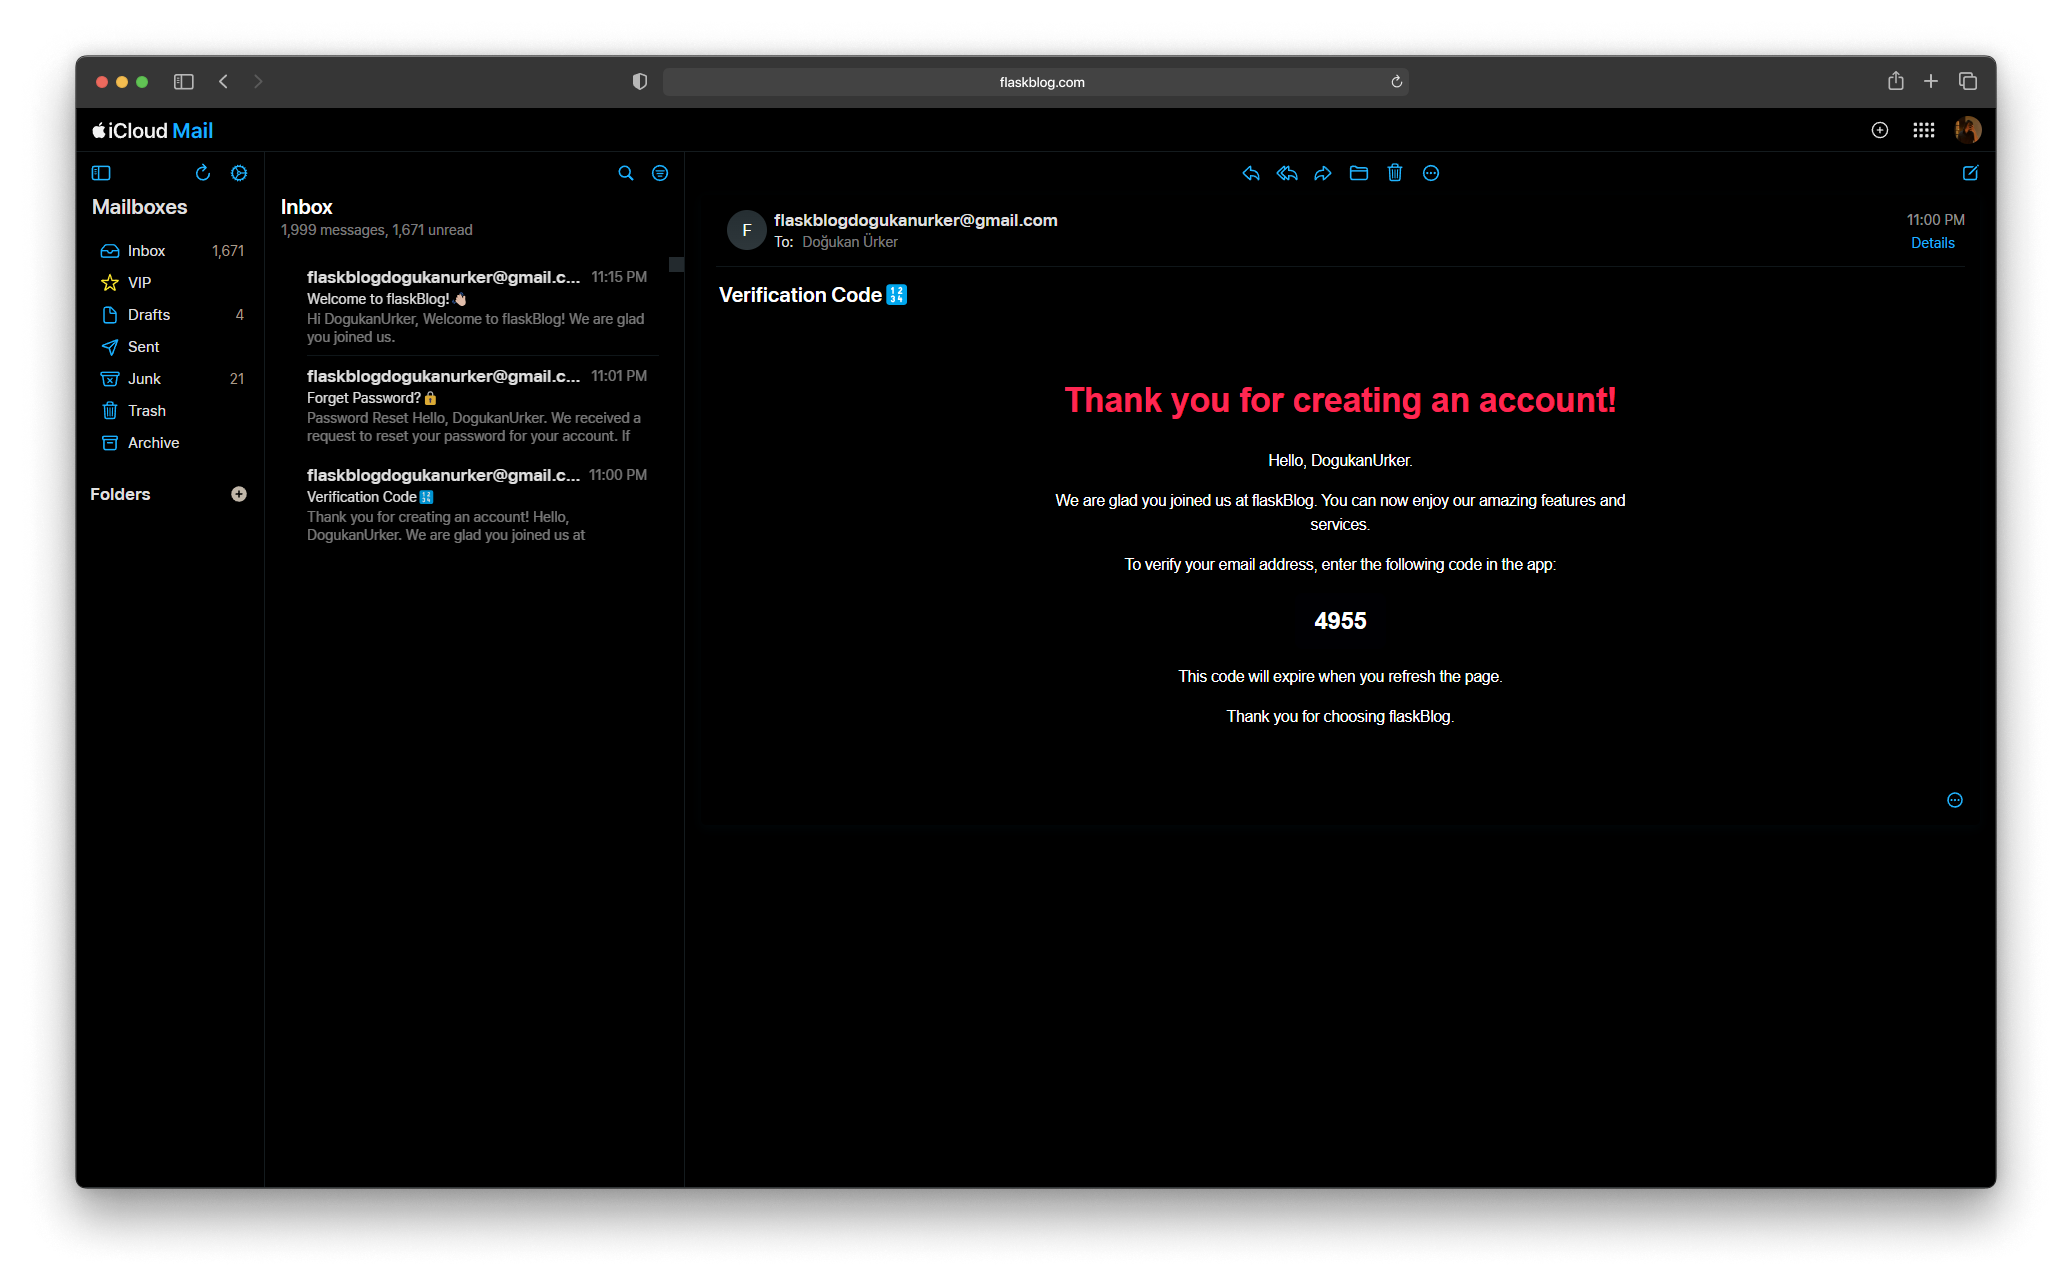 flaskblog.com
iCloud Mail
Mailboxes
Inbox 1,671
VIP
Drafts 4
Sent
Junk 21
Trash
Archive
Folders
Inbox
1,999 messages, 1,671 unread
flaskblogdogukanurker@gmail.c... 11:15 PM
Welcome to flaskBlog! 👋🏻
Hi DogukanUrker, Welcome to flaskBlog! We are glad
you joined us.
flaskblogdogukanurker@gmail.c... 11:01 PM
Forget Password? 🔒
Password Reset Hello, DogukanUrker. We received a
request to reset your password for your account. If
flaskblogdogukanurker@gmail.c... 11:00 PM
Verification Code 🔢
Thank you for creating an account! Hello,
DogukanUrker. We are glad you joined us at
F
flaskblogdogukanurker@gmail.com 11:00 PM
To: Doğukan Ürker Details
Verification Code 🔢
Thank you for creating an account!
Hello, DogukanUrker.
We are glad you joined us at flaskBlog. You can now enjoy our amazing features and
services.
To verify your email address, enter the following code in the app:
4955
This code will expire when you refresh the page.
Thank you for choosing flaskBlog.